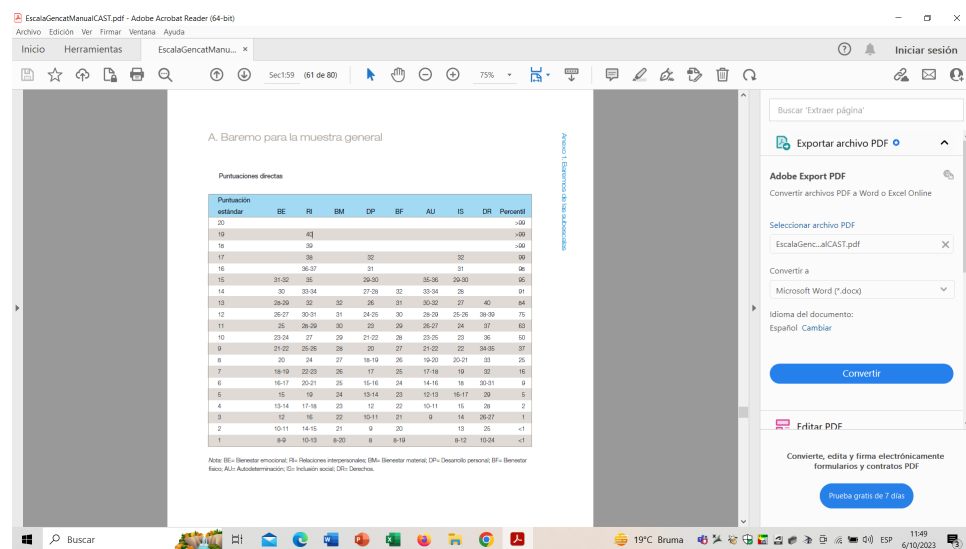 EscalaGencatManualCAST.pdf - Adobe Acrobat Reader (64-bit)
Archivo Edición Ver Firmar Ventana Ayuda
Inicio Herramientas EscalaGencatManu... × Iniciar sesión
Sec1:59 (61 de 80) 75%
A. Baremo para la muestra general
Anexo 1. Baremos de las subescalas
Puntuaciones directas
Puntuación
estándar BE RI BM DP BF AU IS DR Percentil
20 >99
19 40 >99
18 39 >99
17 38 32 32 99
16 36-37 31 31 98
15 31-32 35 29-30 35-36 29-30 95
14 30 33-34 27-28 32 33-34 28 91
13 28-29 32 32 26 31 30-32 27 40 84
12 26-27 30-31 31 24-25 30 28-29 25-26 38-39 75
11 25 28-29 30 23 29 26-27 24 37 63
10 23-24 27 29 21-22 28 23-25 23 36 50
9 21-22 25-26 28 20 27 21-22 22 34-35 37
8 20 24 27 18-19 26 19-20 20-21 33 25
7 18-19 22-23 26 17 25 17-18 19 32 16
6 16-17 20-21 25 15-16 24 14-16 18 30-31 9
5 15 19 24 13-14 23 12-13 16-17 29 5
4 13-14 17-18 23 12 22 10-11 15 28 2
3 12 16 22 10-11 21 9 14 26-27 1
2 10-11 14-15 21 9 20 13 25 <1
1 8-9 10-13 8-20 8 8-19 8-12 10-24 <1
Nota: BE= Bienestar emocional; RI= Relaciones interpersonales; BM= Bienestar material; DP= Desarrollo personal; BF= Bienestar
físico; AU= Autodeterminación; IS= Inclusión social; DR= Derechos.
Buscar 'Extraer página'
Exportar archivo PDF
Adobe Export PDF
Convertir archivos PDF a Word o Excel Online
Seleccionar archivo PDF
EscalaGenc...alCAST.pdf
Convertir a
Microsoft Word (*.docx)
Idioma del documento:
Español Cambiar
Convertir
Editar PDF
Convierte, edita y firma electrónicamente
formularios y contratos PDF
Prueba gratis de 7 días
Buscar 19°C Bruma ESP 11:49
6/10/2023